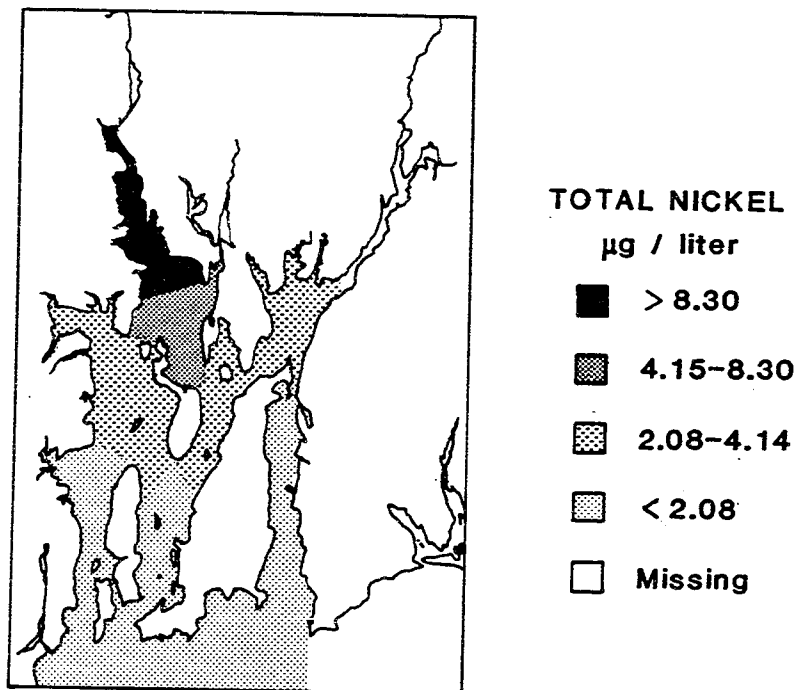 TOTAL NICKEL
µg / liter
> 8.30
4.15-8.30
2.08-4.14
< 2.08
Missing